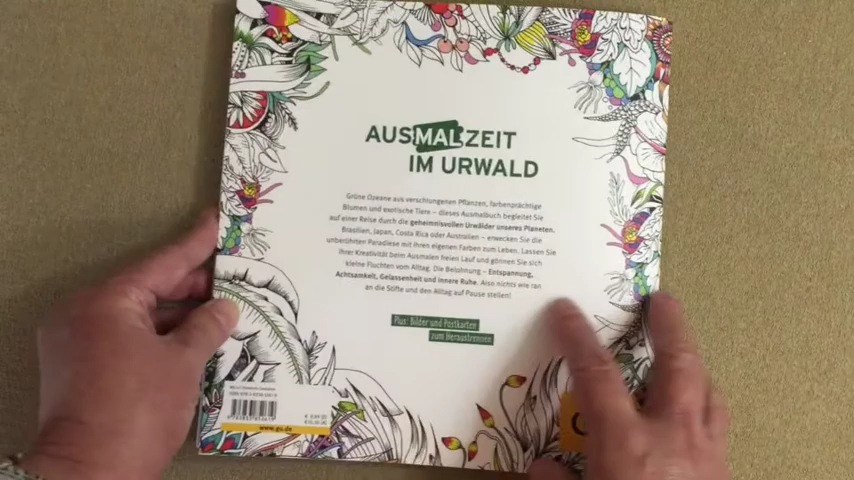 AUSMALZEIT
IM URWALD
Grüne Ozeane aus verschlungenen Pflanzen, farbenprächtige
Blumen und exotische Tiere – dieses Ausmalbuch begleitet Sie
auf einer Reise durch die geheimnisvollen Urwälder unseres Planeten.
Brasilien, Japan, Costa Rica oder Australien – erwecken Sie die
unberührten Paradiese mit Ihren eigenen Farben zum Leben. Lassen Sie
Ihrer Kreativität beim Ausmalen freien Lauf und gönnen Sie sich
kleine Fluchten vom Alltag. Die Belohnung – Entspannung,
Achtsamkeit, Gelassenheit und innere Ruhe. Also nichts wie ran
an die Stifte und den Alltag auf Pause stellen!
Plus: Bilder und Postkarten
zum Heraustrennen
www.gu.de